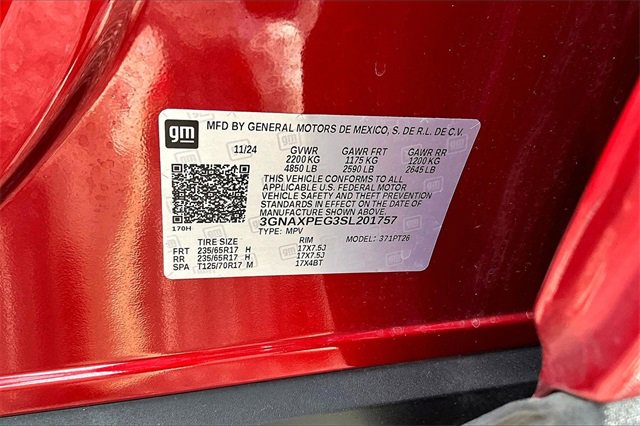 gm MFD BY GENERAL MOTORS DE MEXICO, S. DE R.L. DE C.V.
11/24 GVWR GAWR FRT GAWR RR
2200 KG 1175 KG 1200 KG
4850 LB 2590 LB 2645 LB
THIS VEHICLE CONFORMS TO ALL
APPLICABLE U.S. FEDERAL MOTOR
VEHICLE SAFETY AND THEFT PREVENTION
STANDARDS IN EFFECT ON THE DATE OF
MANUFACTURE SHOWN ABOVE.
170H 3GNAXPEG3SL201757
TYPE: MPV MODEL: 371PT26
TIRE SIZE RIM
FRT 235/65R17 H 17X7.5J
RR 235/65R17 H 17X7.5J
SPA T125/70R17 M 17X4BT